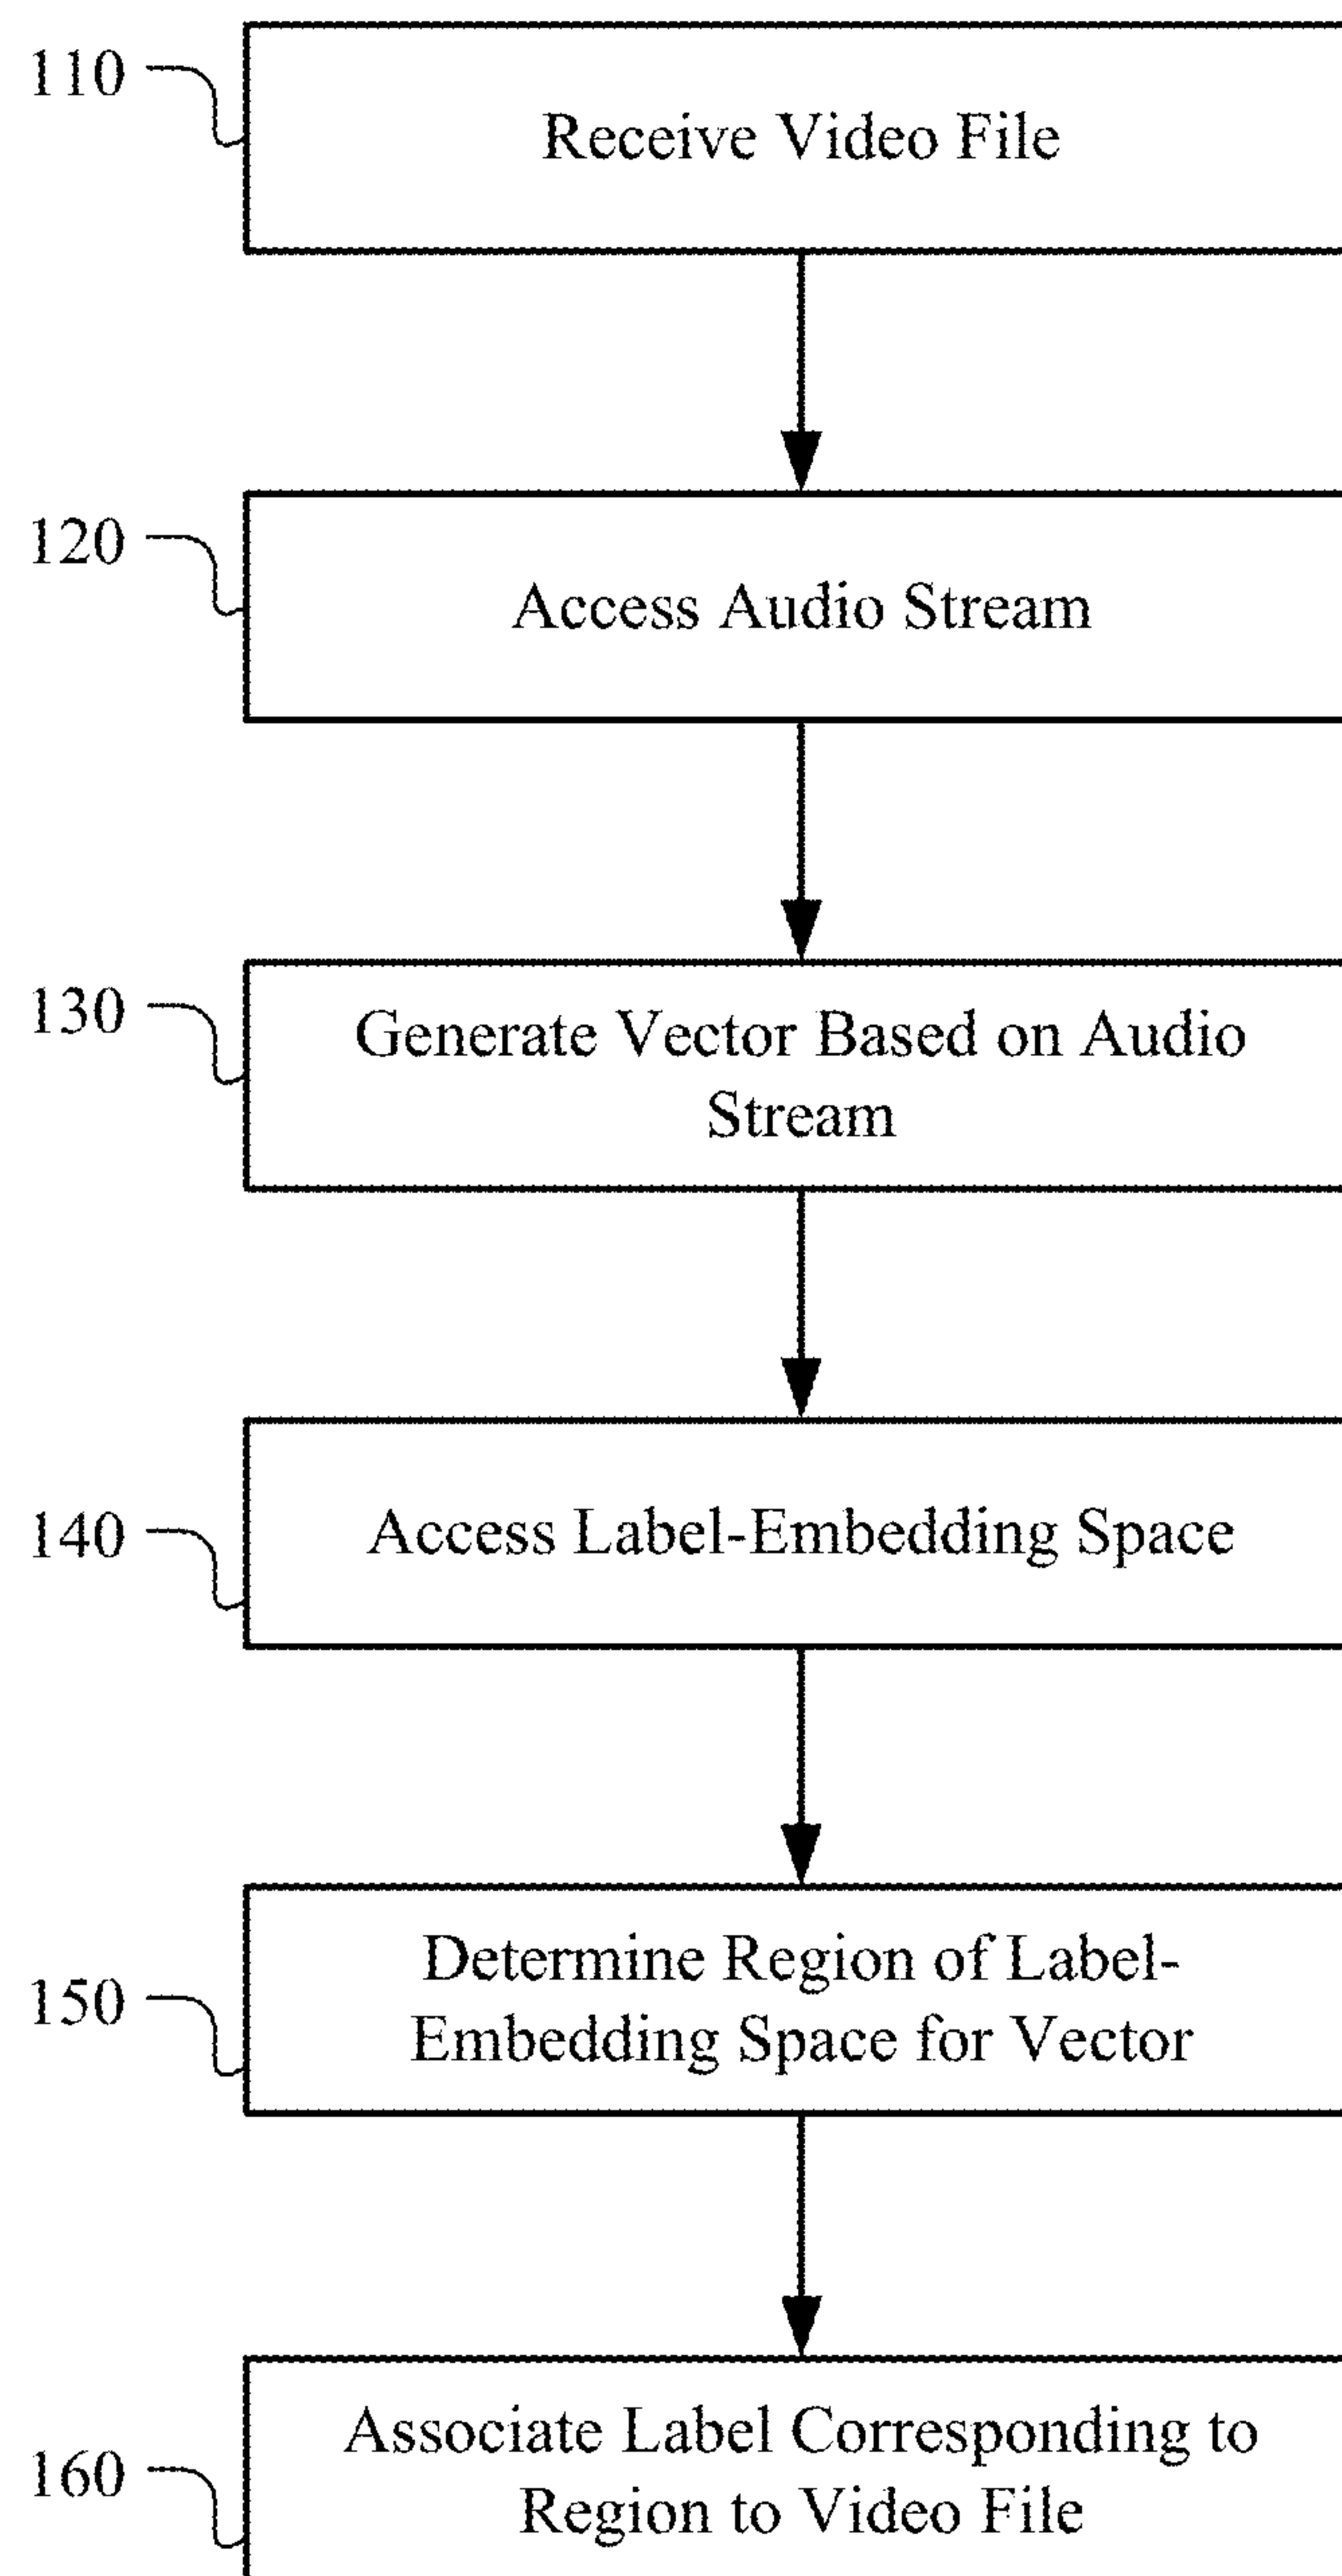 110
Receive Video File
120
Access Audio Stream
130
Generate Vector Based on Audio
Stream
140
Access Label-Embedding Space
150
Determine Region of Label-
Embedding Space for Vector
160
Associate Label Corresponding to
Region to Video File